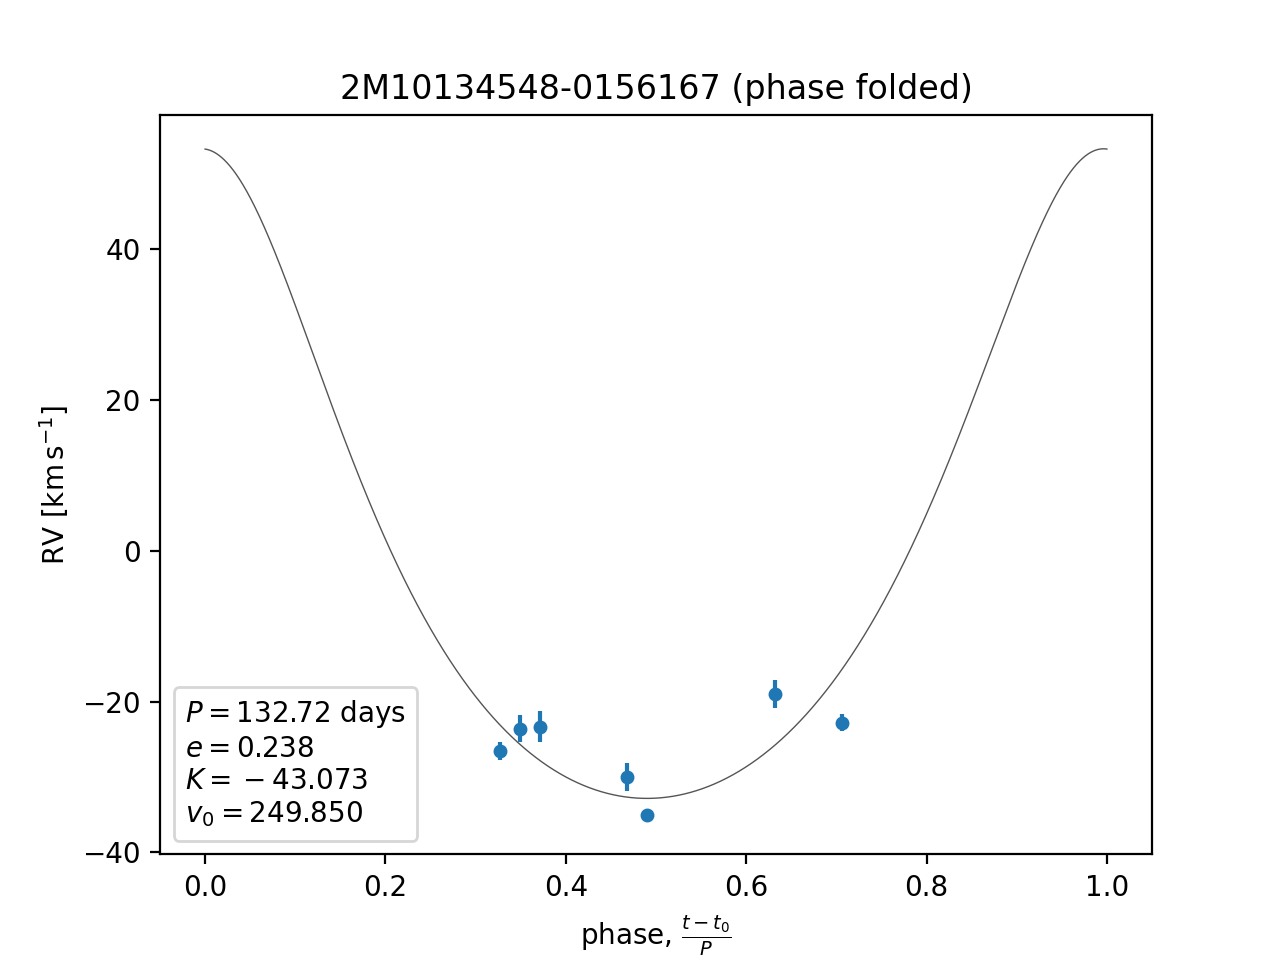 2M10134548-0156167 (phase folded)
40
20
0
−20
−40
RV [km s⁻¹]
P = 132.72 days
e = 0.238
K = −43.073
v₀ = 249.850
0.0 0.2 0.4 0.6 0.8 1.0
phase, (t − t₀)/P